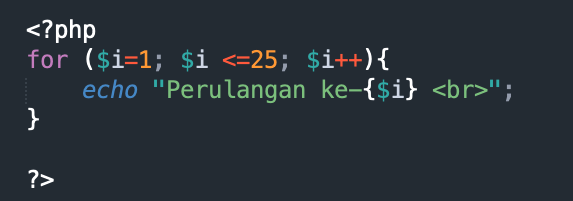 <?php
for ($i=1; $i <=25; $i++){
    echo "Perulangan ke-{$i} <br>";
}
?>